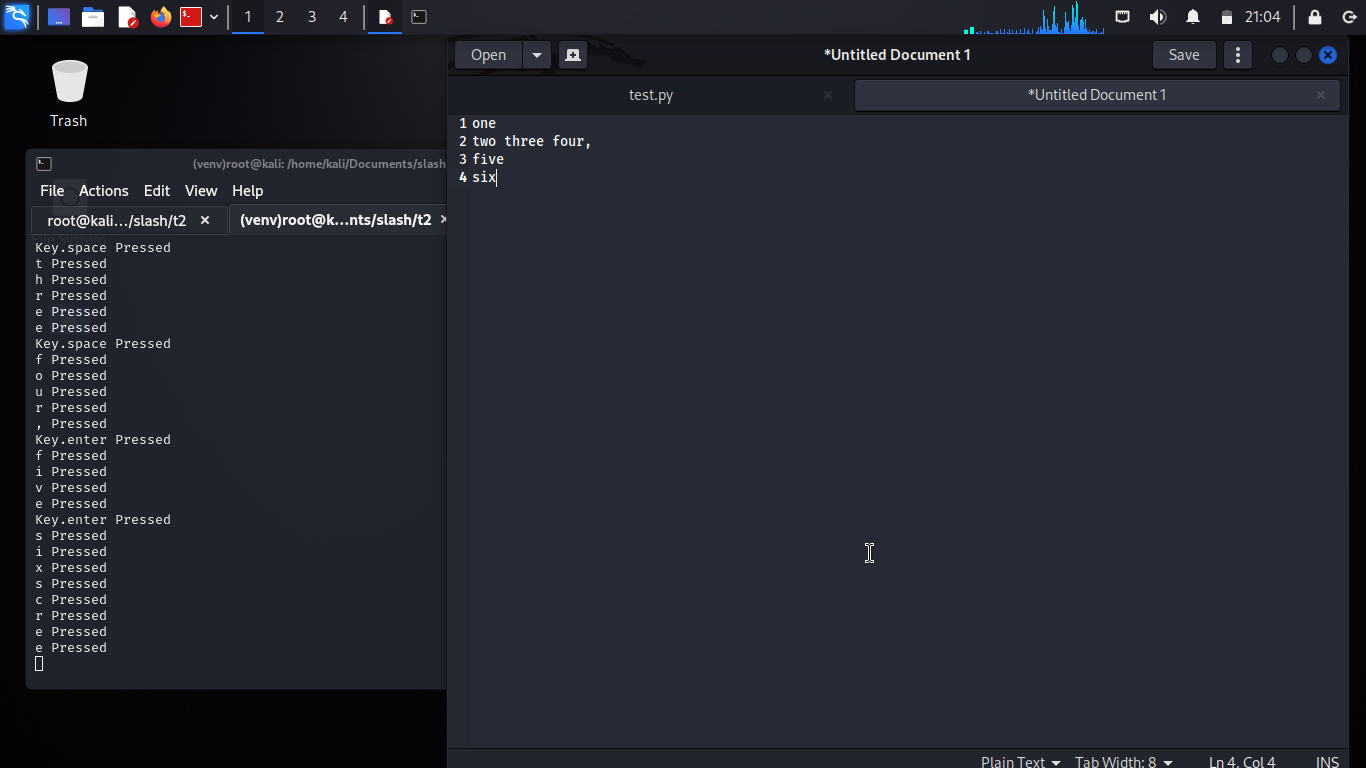 1 2 3 4 21:04
Open *Untitled Document 1 Save
test.py *Untitled Document 1
1 one
2 two three four,
3 five
4 six
Plain Text Tab Width: 8 Ln 4, Col 4 INS
Trash
(venv)root@kali: /home/kali/Documents/slash
File Actions Edit View Help
root@kali.../slash/t2 (venv)root@k...nts/slash/t2
Key.space Pressed
t Pressed
h Pressed
r Pressed
e Pressed
e Pressed
Key.space Pressed
f Pressed
o Pressed
u Pressed
r Pressed
, Pressed
Key.enter Pressed
f Pressed
i Pressed
v Pressed
e Pressed
Key.enter Pressed
s Pressed
i Pressed
x Pressed
s Pressed
c Pressed
r Pressed
e Pressed
e Pressed